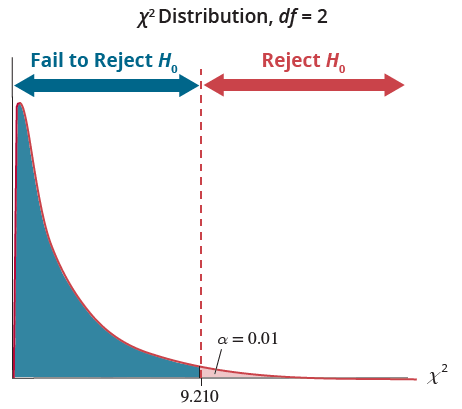 χ² Distribution, df = 2
Fail to Reject H₀
Reject H₀
α = 0.01
χ²
9.210